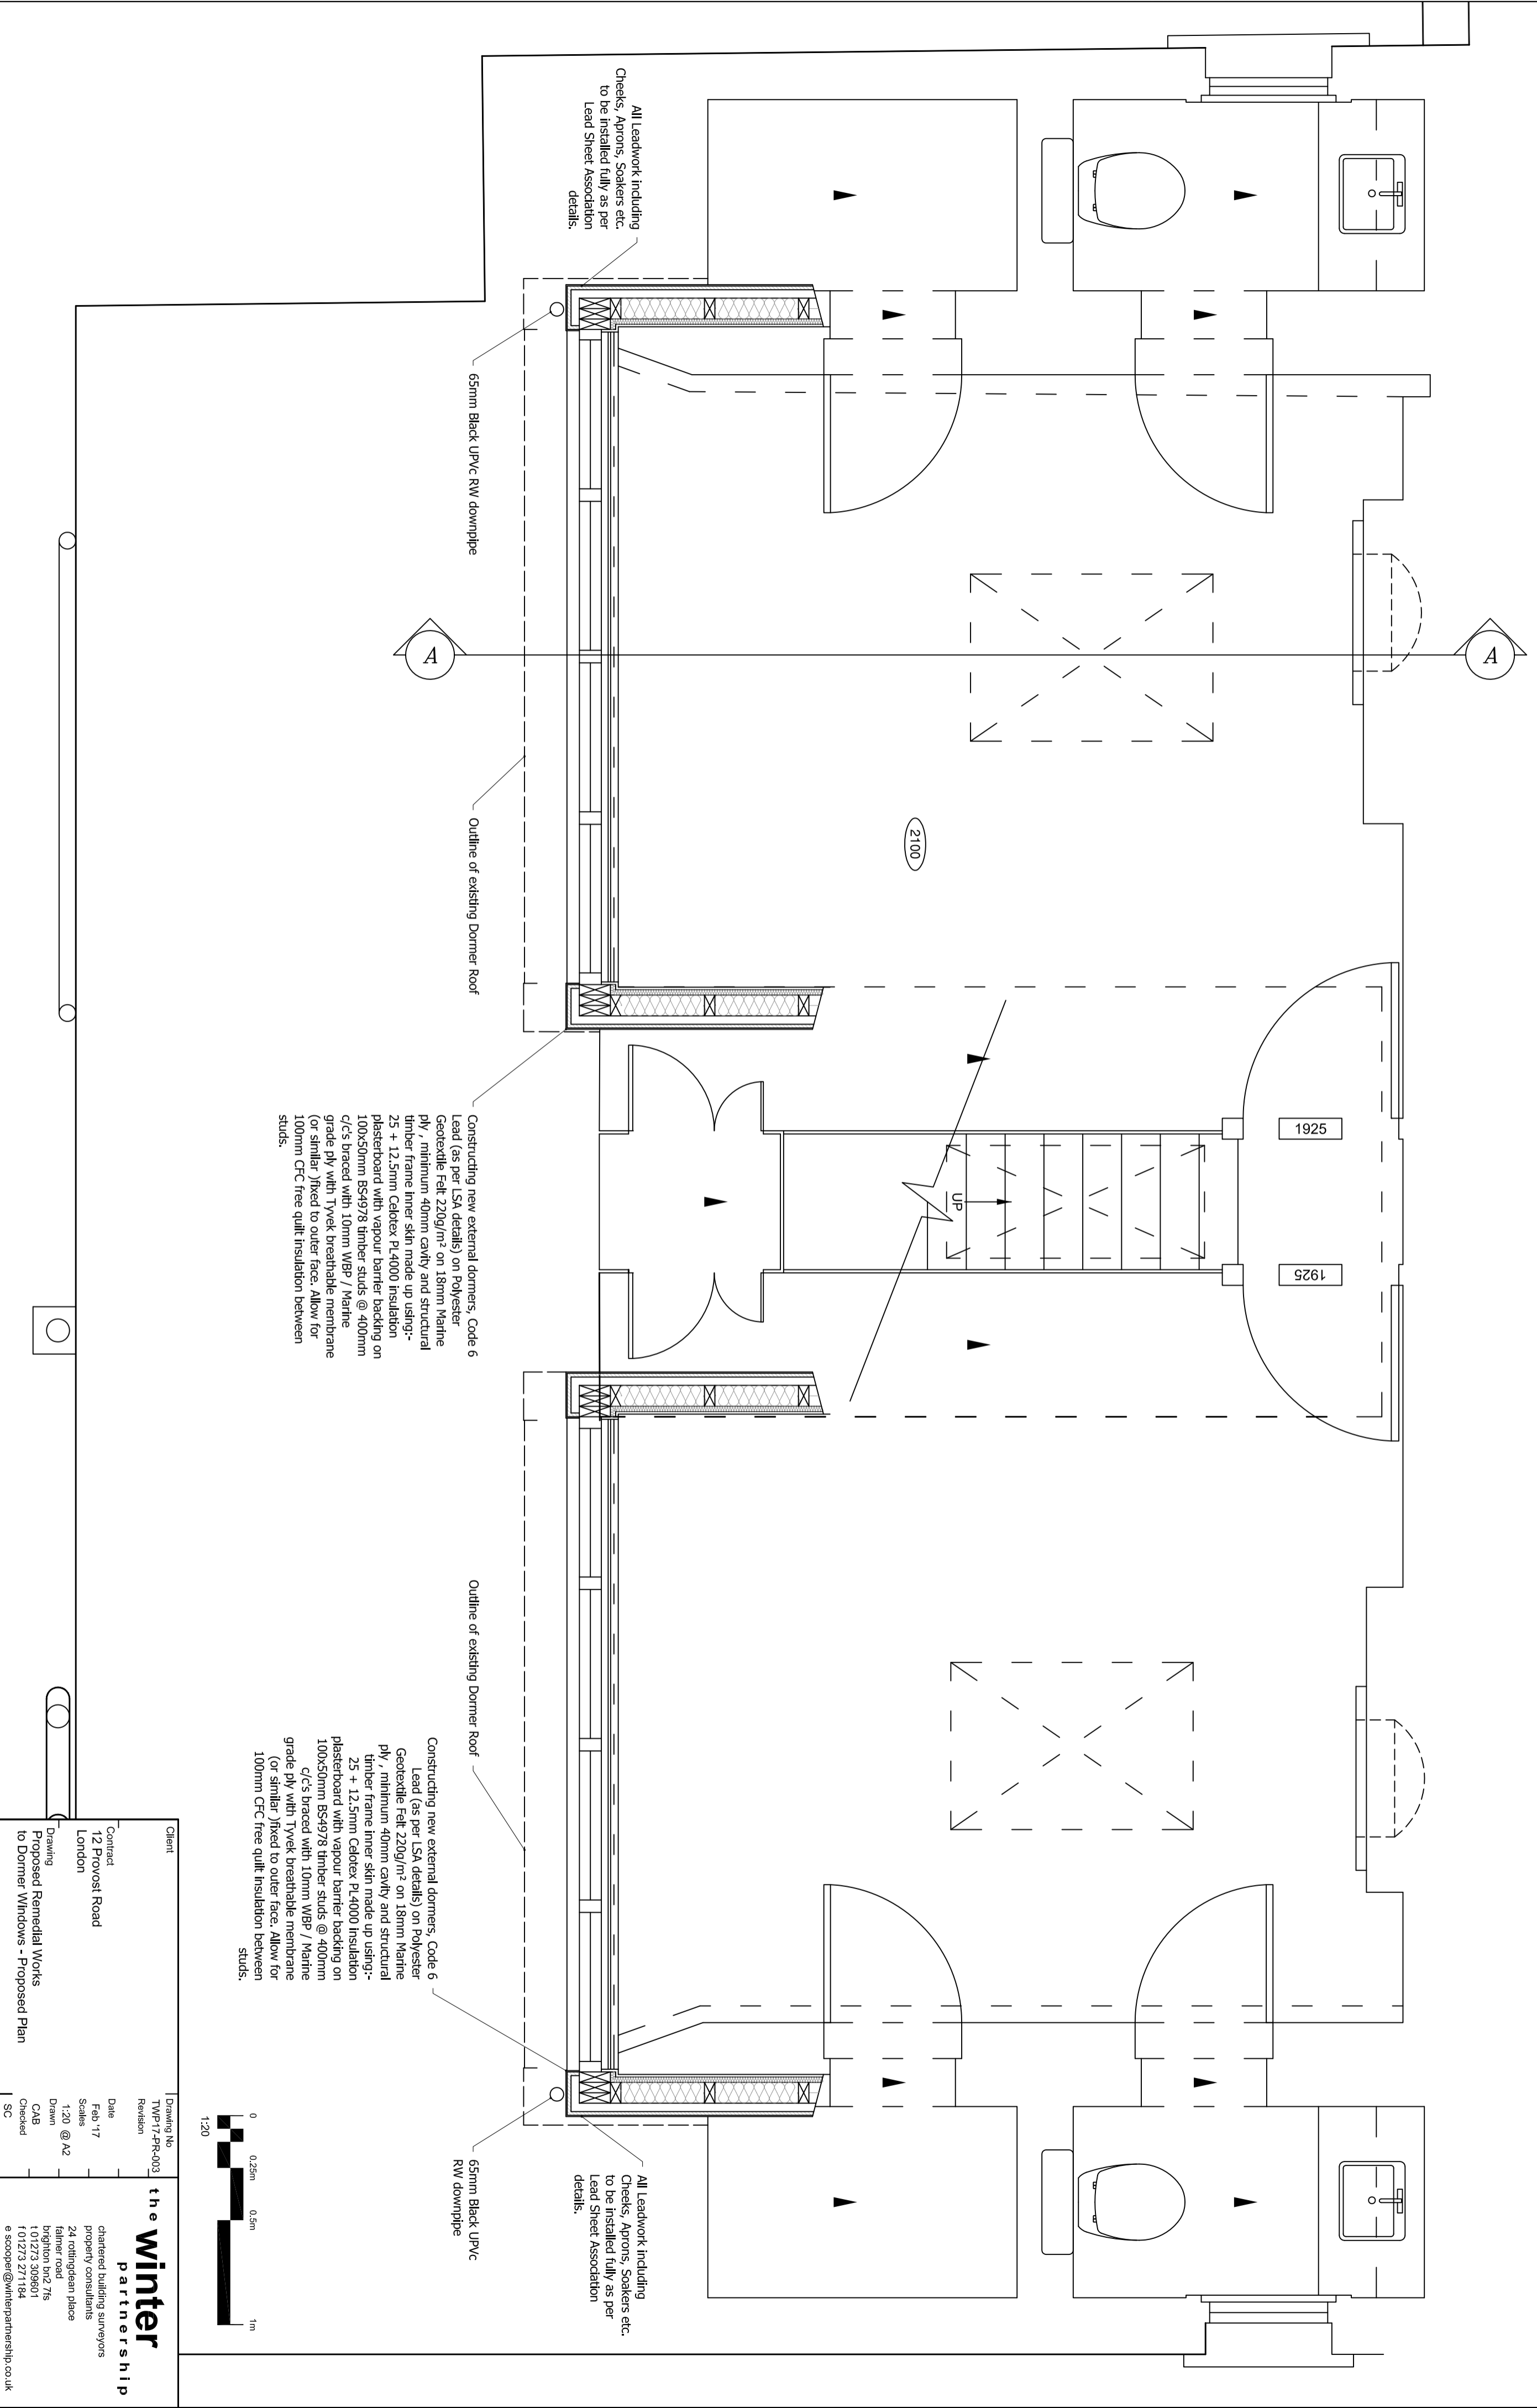 All Leadwork including
Cheeks, Aprons, Soakers etc.
to be installed fully as per
Lead Sheet Association
details.
65mm Black UPVc RW downpipe
A
A
2100
Outline of existing Dormer Roof
1925
1925
UP
Constructing new external dormers, Code 6
Lead (as per LSA details) on Polyester
Geotextile Felt 220g/m² on 18mm Marine
ply , minimum 40mm cavity and structural
timber frame inner skin made up using:-
25 + 12.5mm Celotex PL4000 insulation
plasterboard with vapour barrier backing on
100x50mm BS4978 timber studs @ 400mm
c/c's braced with 10mm WBP / Marine
grade ply with Tyvek breathable membrane
(or similar )fixed to outer face. Allow for
100mm CFC free quilt insulation between
studs.
Outline of existing Dormer Roof
Constructing new external dormers, Code 6
Lead (as per LSA details) on Polyester
Geotextile Felt 220g/m² on 18mm Marine
ply , minimum 40mm cavity and structural
timber frame inner skin made up using:-
25 + 12.5mm Celotex PL4000 insulation
plasterboard with vapour barrier backing on
100x50mm BS4978 timber studs @ 400mm
c/c's braced with 10mm WBP / Marine
grade ply with Tyvek breathable membrane
(or similar )fixed to outer face. Allow for
100mm CFC free quilt insulation between
studs.
All Leadwork including
Cheeks, Aprons, Soakers etc.
to be installed fully as per
Lead Sheet Association
details.
65mm Black UPVc
RW downpipe
0
0.25m
0.5m
1m
1:20
Client
Contract
12 Provost Road
London
Drawing
Proposed Remedial Works
to Dormer Windows - Proposed Plan
Drawing No
TWP17-PR-003
Revision
Date
Feb '17
Scales
1:20 @ A2
Drawn
CAB
Checked
SC
the winter
partnership
chartered building surveyors
property consultants
24 rottingdean place
falmer road
brighton bn2 7fs
t 01273 309601
f 01273 271184
e scooper@winterpartnership.co.uk